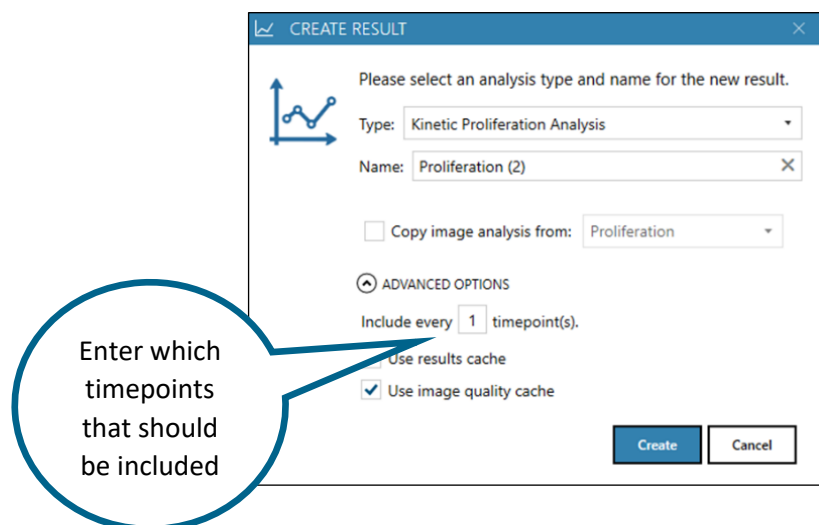 CREATE RESULT
Please select an analysis type and name for the new result.
Type: Kinetic Proliferation Analysis
Name: Proliferation (2)
Copy image analysis from: Proliferation
ADVANCED OPTIONS
Include every 1 timepoint(s).
Use results cache
Use image quality cache
Create Cancel
Enter which
timepoints
that should
be included